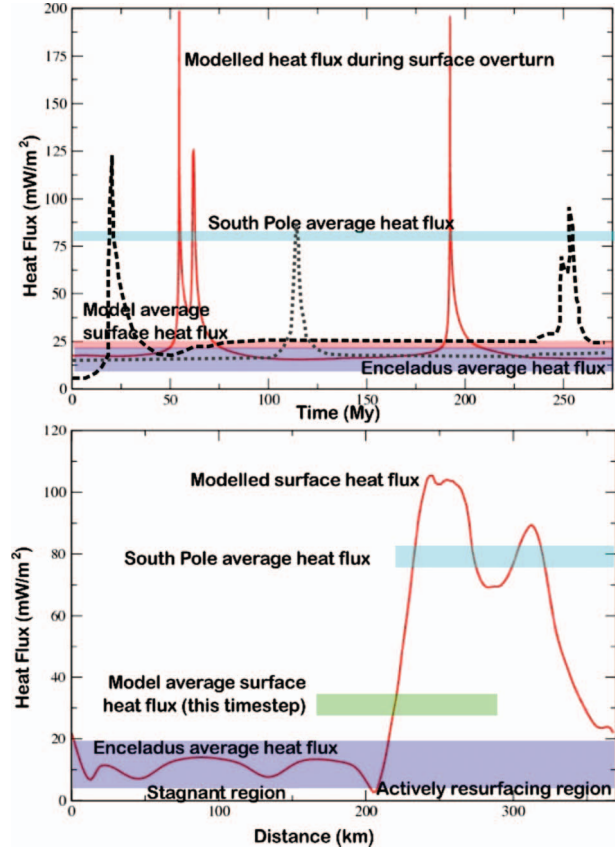 200
Modelled heat flux during surface overturn
175
150
Heat Flux (mW/m²)
125
100
South Pole average heat flux
75
50
Model average
surface heat flux
25
Enceladus average heat flux
0
0 50 100 150 200 250
Time (My)
120
Modelled surface heat flux
100
South Pole average heat flux
80
Heat Flux (mW/m²)
60
Model average surface
heat flux (this timestep)
40
20
Enceladus average heat flux
Stagnant region
Actively resurfacing region
0
0 100 200 300
Distance (km)